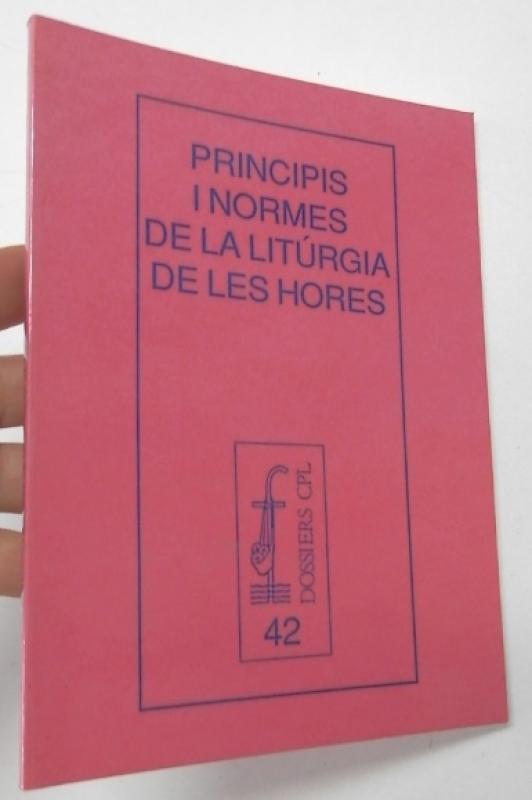 PRINCIPIS
I NORMES
DE LA LITÚRGIA
DE LES HORES
DOSSIERS CPL
42